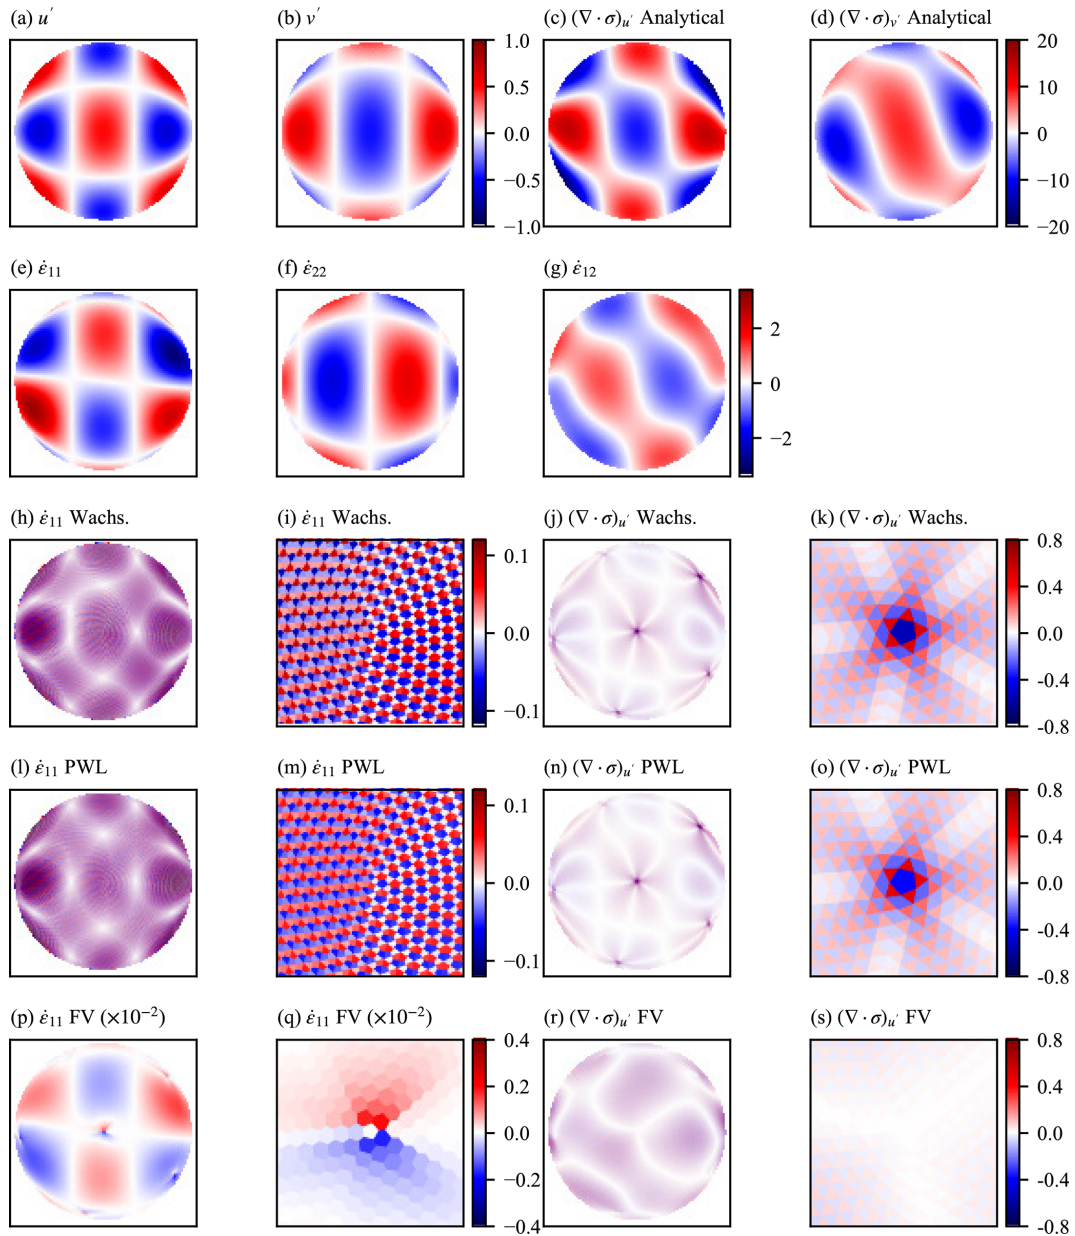 (a) u′
(b) v′
(c) (∇ · σ)u′ Analytical
(d) (∇ · σ)v′ Analytical
1.0
0.5
0.0
−0.5
−1.0
20
10
0
−10
−20
(e) ε̇11
(f) ε̇22
(g) ε̇12
2
0
−2
(h) ε̇11 Wachs.
(i) ε̇11 Wachs.
(j) (∇ · σ)u′ Wachs.
(k) (∇ · σ)u′ Wachs.
0.1
0.0
−0.1
0.8
0.4
0.0
-0.4
-0.8
(l) ε̇11 PWL
(m) ε̇11 PWL
(n) (∇ · σ)u′ PWL
(o) (∇ · σ)u′ PWL
0.1
0.0
−0.1
0.8
0.4
0.0
-0.4
-0.8
(p) ε̇11 FV (×10−2)
(q) ε̇11 FV (×10−2)
(r) (∇ · σ)u′ FV
(s) (∇ · σ)u′ FV
0.4
0.2
0.0
−0.2
−0.4
0.8
0.4
0.0
-0.4
-0.8